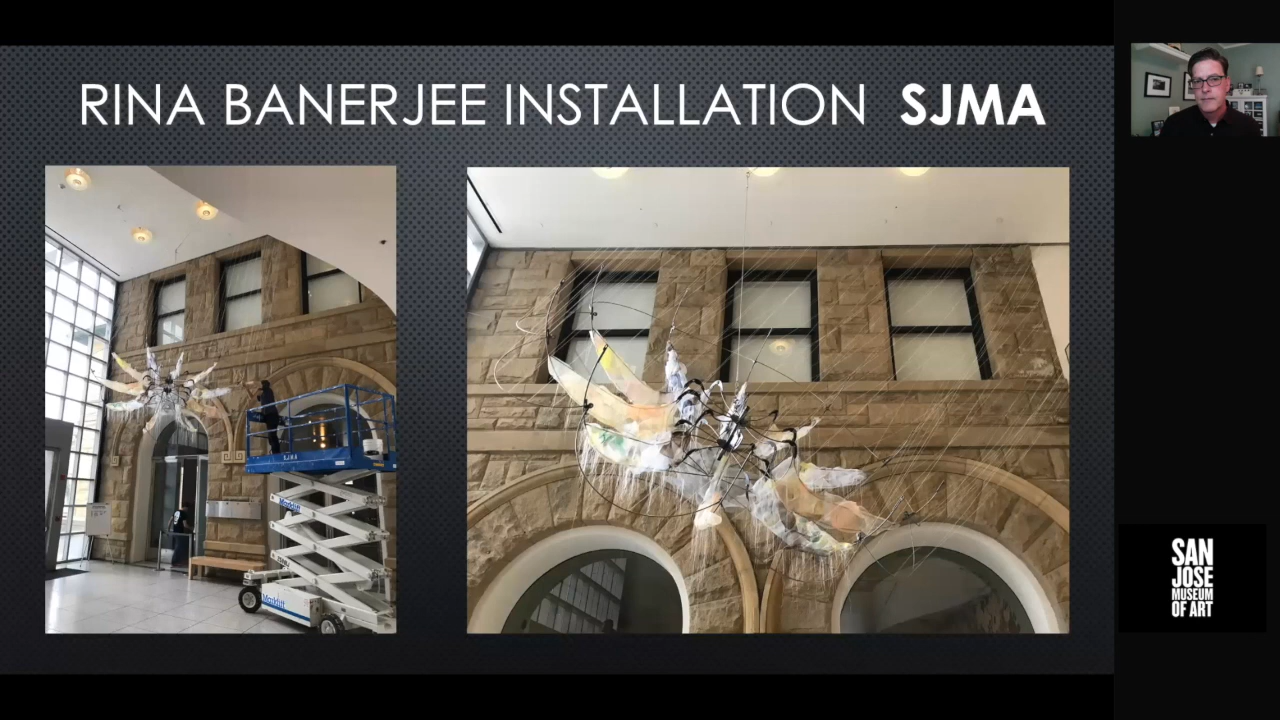 RINA BANERJEE INSTALLATION SJMA
SJMA
SAN
JOSE
MUSEUM
OF ART